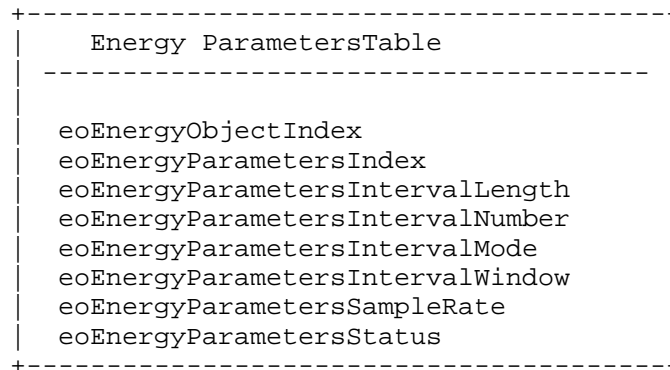 +-----------------------------------------
|    Energy ParametersTable
| --------------------------------------
|
|  eoEnergyObjectIndex
|  eoEnergyParametersIndex
|  eoEnergyParametersIntervalLength
|  eoEnergyParametersIntervalNumber
|  eoEnergyParametersIntervalMode
|  eoEnergyParametersIntervalWindow
|  eoEnergyParametersSampleRate
|  eoEnergyParametersStatus
+-----------------------------------------